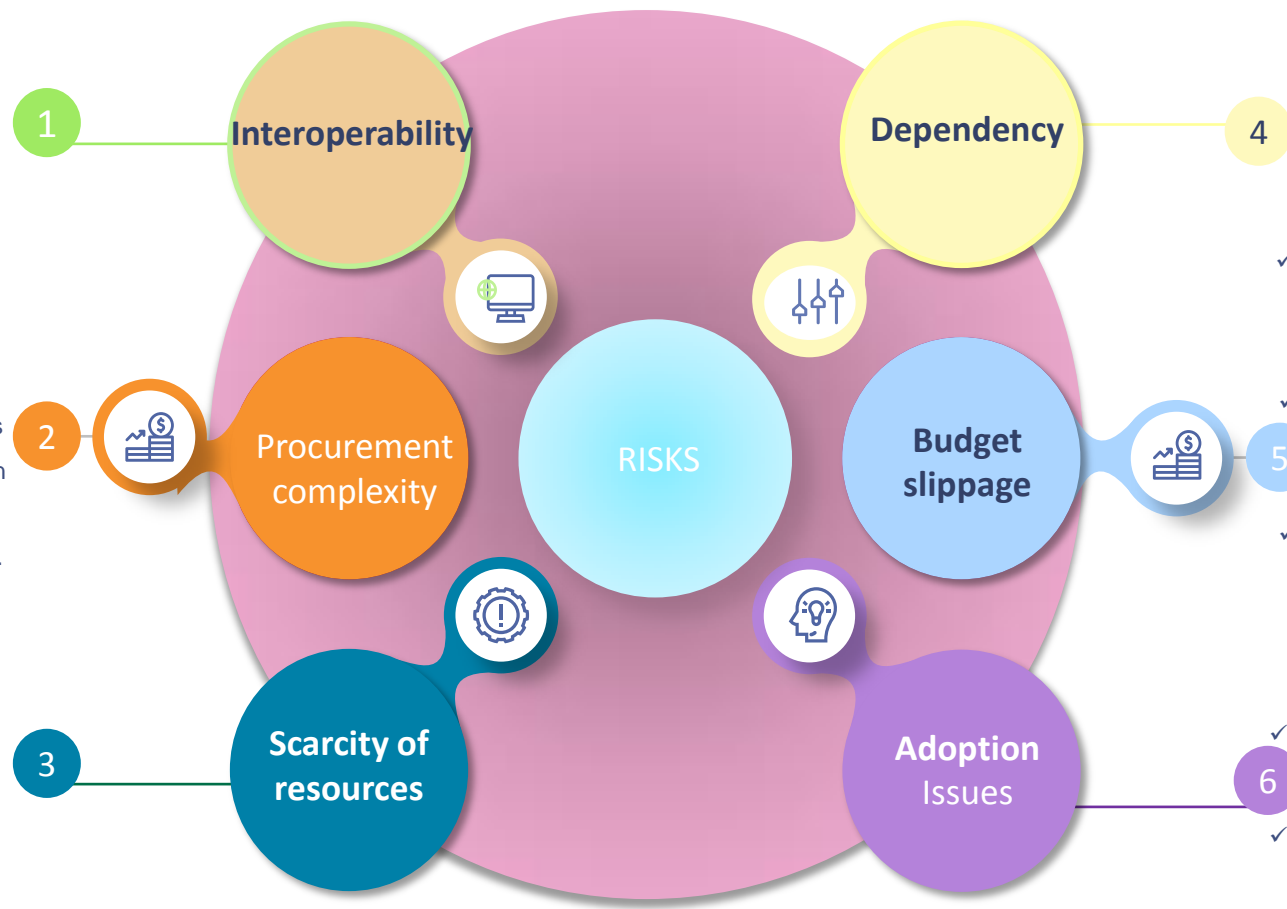 1
Interoperability
Dependency
4
✓
2
Procurement
complexity
s
n
RISKS
Budget
slippage
5
✓
✓
3
Scarcity of
resources
Adoption
Issues
6
✓
✓